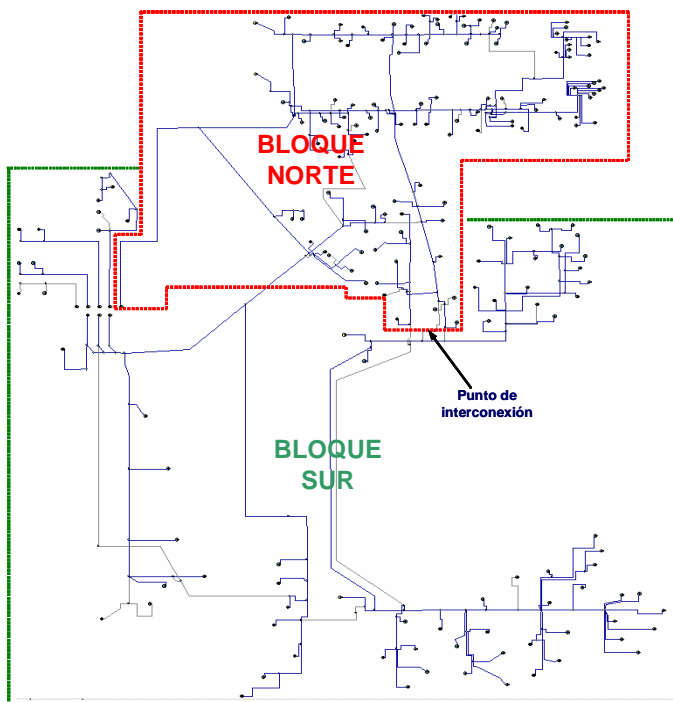 BLOQUE
NORTE
Punto de
interconexión
BLOQUE
SUR